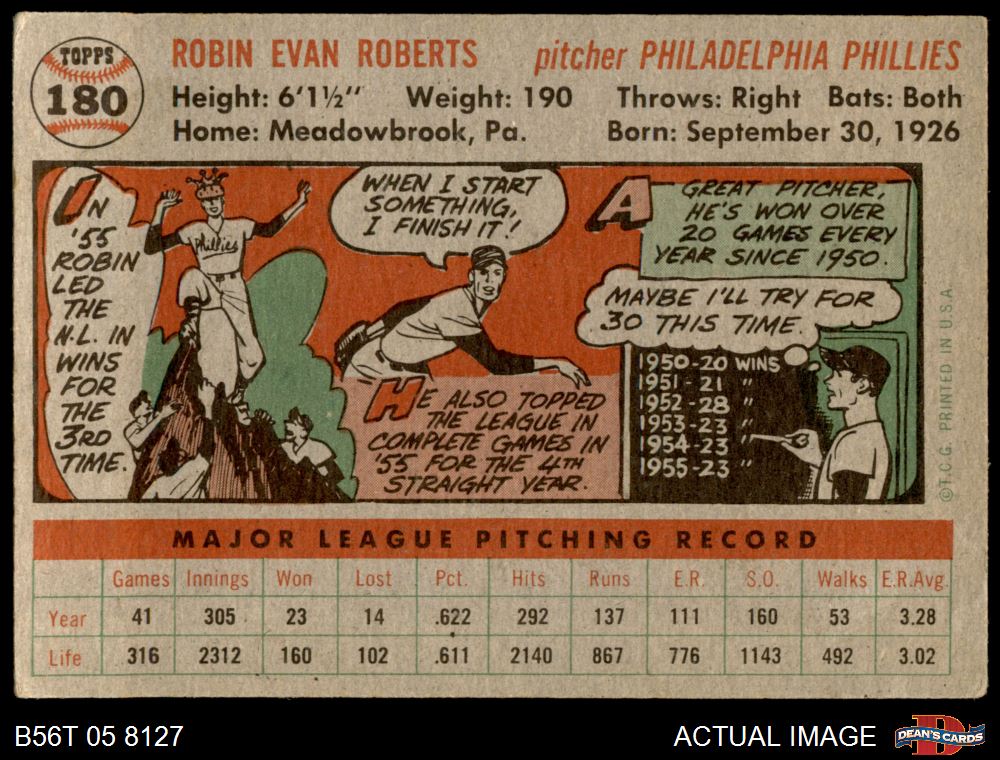 TOPPS
180
ROBIN EVAN ROBERTS pitcher PHILADELPHIA PHILLIES
Height: 6'1½" Weight: 190 Throws: Right Bats: Both
Home: Meadowbrook, Pa. Born: September 30, 1926
IN
'55
ROBIN
LED
THE
N.L. IN
WINS
FOR
THE
3RD
TIME.
Phillies
WHEN I START
SOMETHING,
I FINISH IT!
HE ALSO TOPPED
THE LEAGUE IN
COMPLETE GAMES IN
'55 FOR THE 4TH
STRAIGHT YEAR.
A GREAT PITCHER,
HE'S WON OVER
20 GAMES EVERY
YEAR SINCE 1950.
MAYBE I'LL TRY FOR
30 THIS TIME.
1950-20 WINS
1951-21 "
1952-28 "
1953-23 "
1954-23 "
1955-23 "
©T.C.G. PRINTED IN U.S.A.
MAJOR LEAGUE PITCHING RECORD
Games Innings Won Lost Pct. Hits Runs E.R. S.O. Walks E.R.Avg.
Year 41 305 23 14 .622 292 137 111 160 53 3.28
Life 316 2312 160 102 .611 2140 867 776 1143 492 3.02
B56T 05 8127 ACTUAL IMAGE
D
DEAN'S CARDS